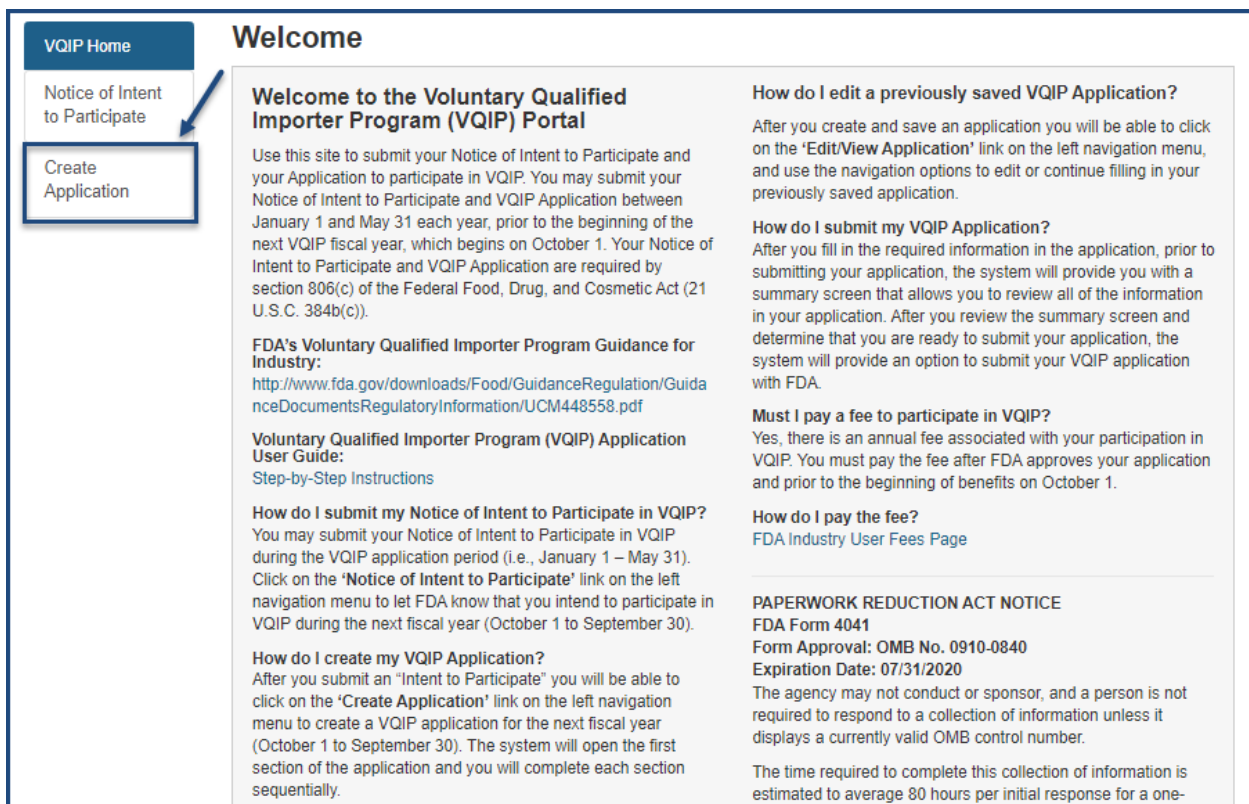 VQIP Home
Notice of Intent
to Participate
Create
Application
Welcome
Welcome to the Voluntary Qualified
Importer Program (VQIP) Portal
Use this site to submit your Notice of Intent to Participate and
your Application to participate in VQIP. You may submit your
Notice of Intent to Participate and VQIP Application between
January 1 and May 31 each year, prior to the beginning of the
next VQIP fiscal year, which begins on October 1. Your Notice of
Intent to Participate and VQIP Application are required by
section 806(c) of the Federal Food, Drug, and Cosmetic Act (21
U.S.C. 384b(c)).
FDA's Voluntary Qualified Importer Program Guidance for
Industry:
http://www.fda.gov/downloads/Food/GuidanceRegulation/Guida
nceDocumentsRegulatoryInformation/UCM448558.pdf
Voluntary Qualified Importer Program (VQIP) Application
User Guide:
Step-by-Step Instructions
How do I submit my Notice of Intent to Participate in VQIP?
You may submit your Notice of Intent to Participate in VQIP
during the VQIP application period (i.e., January 1 – May 31).
Click on the ‘Notice of Intent to Participate’ link on the left
navigation menu to let FDA know that you intend to participate in
VQIP during the next fiscal year (October 1 to September 30).
How do I create my VQIP Application?
After you submit an “Intent to Participate” you will be able to
click on the ‘Create Application’ link on the left navigation
menu to create a VQIP application for the next fiscal year
(October 1 to September 30). The system will open the first
section of the application and you will complete each section
sequentially.
How do I edit a previously saved VQIP Application?
After you create and save an application you will be able to click
on the ‘Edit/View Application’ link on the left navigation menu,
and use the navigation options to edit or continue filling in your
previously saved application.
How do I submit my VQIP Application?
After you fill in the required information in the application, prior to
submitting your application, the system will provide you with a
summary screen that allows you to review all of the information
in your application. After you review the summary screen and
determine that you are ready to submit your application, the
system will provide an option to submit your VQIP application
with FDA.
Must I pay a fee to participate in VQIP?
Yes, there is an annual fee associated with your participation in
VQIP. You must pay the fee after FDA approves your application
and prior to the beginning of benefits on October 1.
How do I pay the fee?
FDA Industry User Fees Page
PAPERWORK REDUCTION ACT NOTICE
FDA Form 4041
Form Approval: OMB No. 0910-0840
Expiration Date: 07/31/2020
The agency may not conduct or sponsor, and a person is not
required to respond to a collection of information unless it
displays a currently valid OMB control number.
The time required to complete this collection of information is
estimated to average 80 hours per initial response for a one-